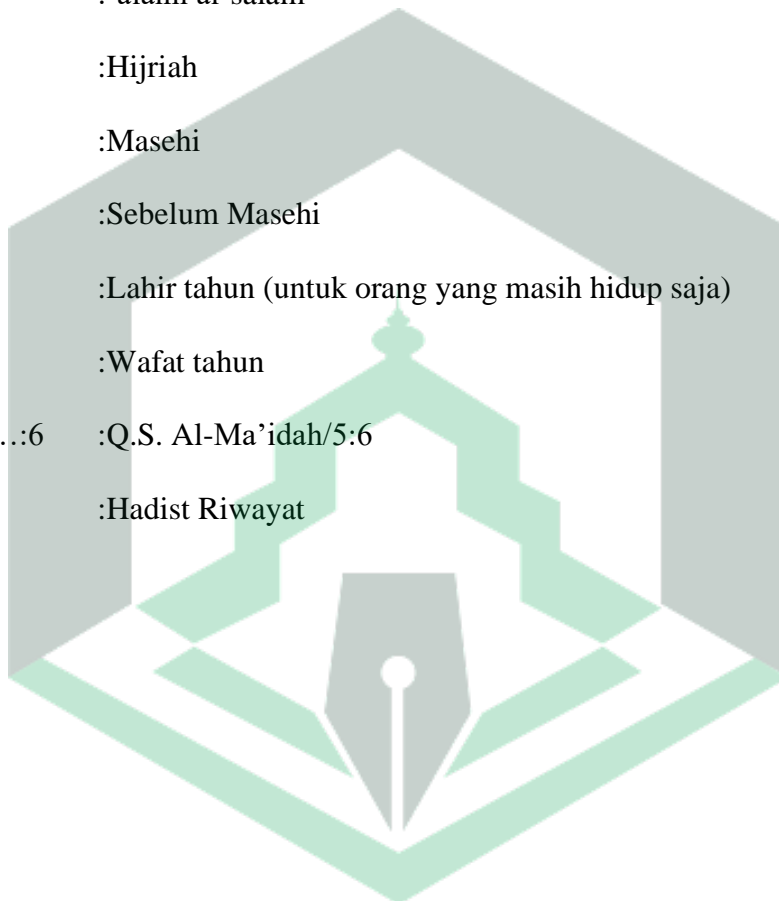 :Hijriah
:Masehi
:Sebelum Masehi
:Lahir tahun (untuk orang yang masih hidup saja)
:Wafat tahun
..:6 :Q.S. Al-Ma’idah/5:6
:Hadist Riwayat